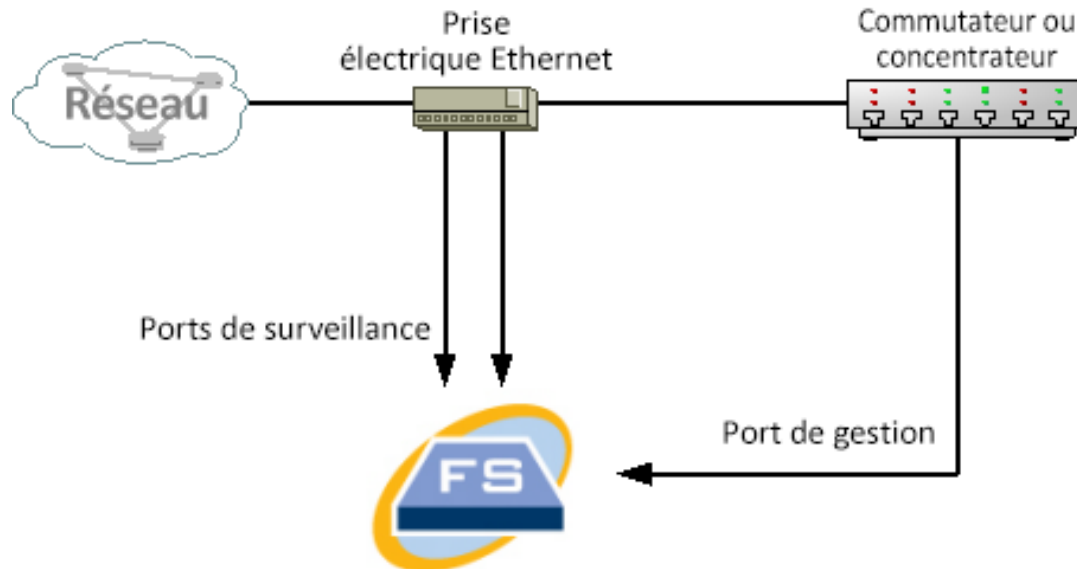 Prise
électrique Ethernet
Commutateur ou
concentrateur
Réseau
Ports de surveillance
Port de gestion
FS